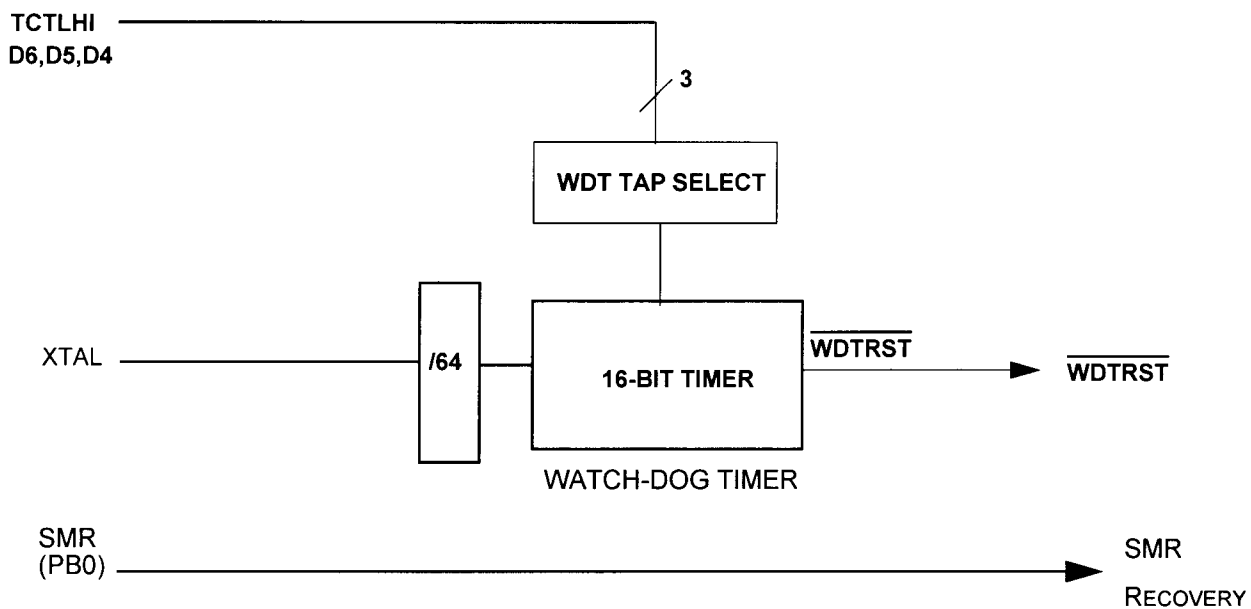 TCTLHI
D6,D5,D4
3
WDT TAP SELECT
XTAL
/64
16-BIT TIMER
WDTRST
WDTRST
WATCH-DOG TIMER
SMR
(PB0)
SMR
RECOVERY